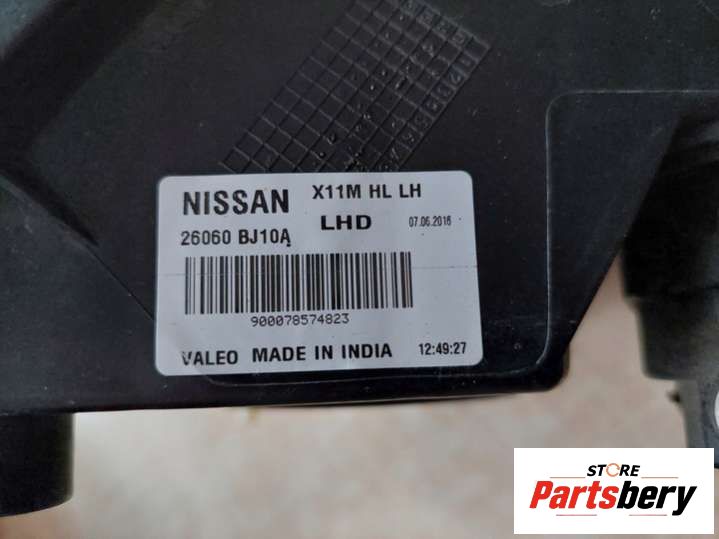 NISSAN X11M HL LH
26060 BJ10A LHD 07.06.2016
900078574823
VALEO MADE IN INDIA 12:49:27
STORE
Partsbery